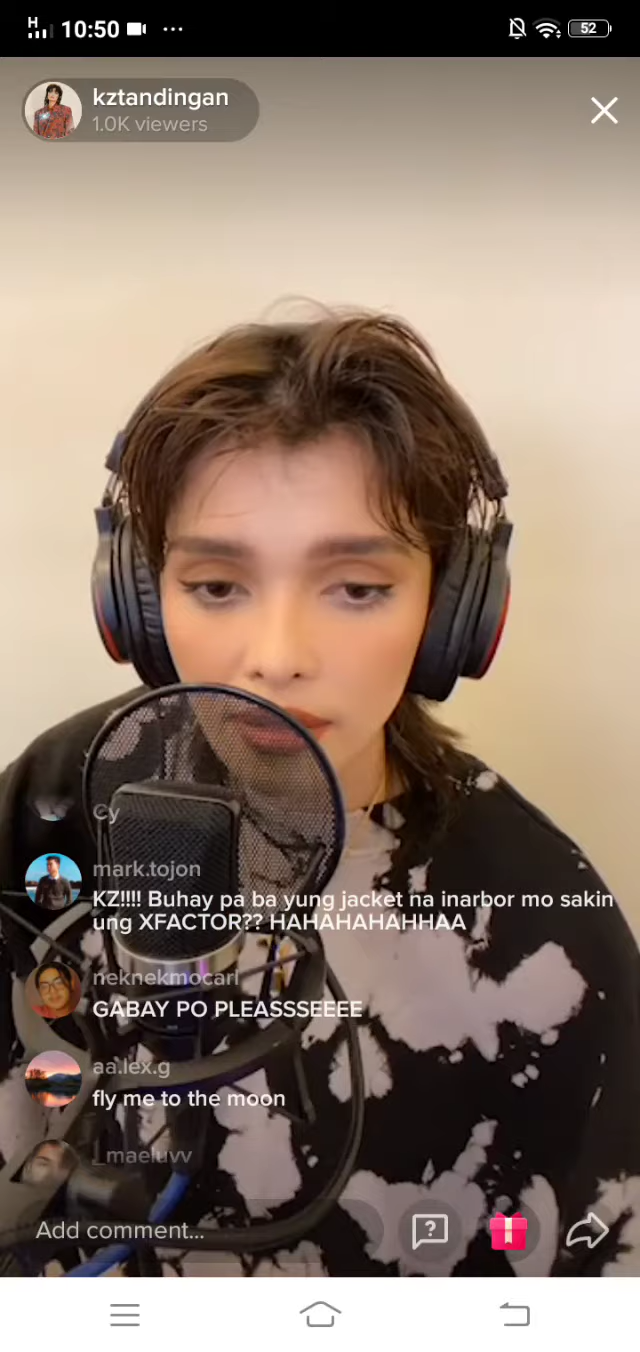 H
10:50
52
kztandingan
1.0K viewers
Cy
mark.tojon
KZ!!!! Buhay pa ba yung jacket na inarbor mo sakin
ung XFACTOR?? HAHAHAHAHHAA
neknekmocarl
GABAY PO PLEASSSEEEE
aa.lex.g
fly me to the moon
_maeluvv
Add comment...